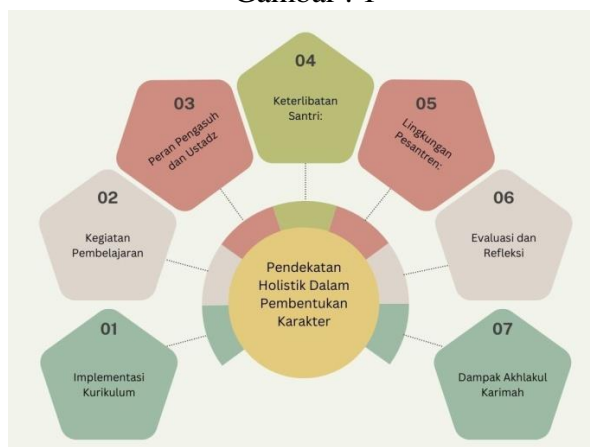 Gambar . 1
04
Keterlibatan
Santri:
03
Peran Pengasuh
dan Ustadz
05
Lingkungan
Pesantren:
02
Kegiatan
Pembelajaran
06
Evaluasi dan
Refleksi
Pendekatan
Holistik Dalam
Pembentukan
Karakter
01
Implementasi
Kurikulum
07
Dampak Akhlakul
Karimah